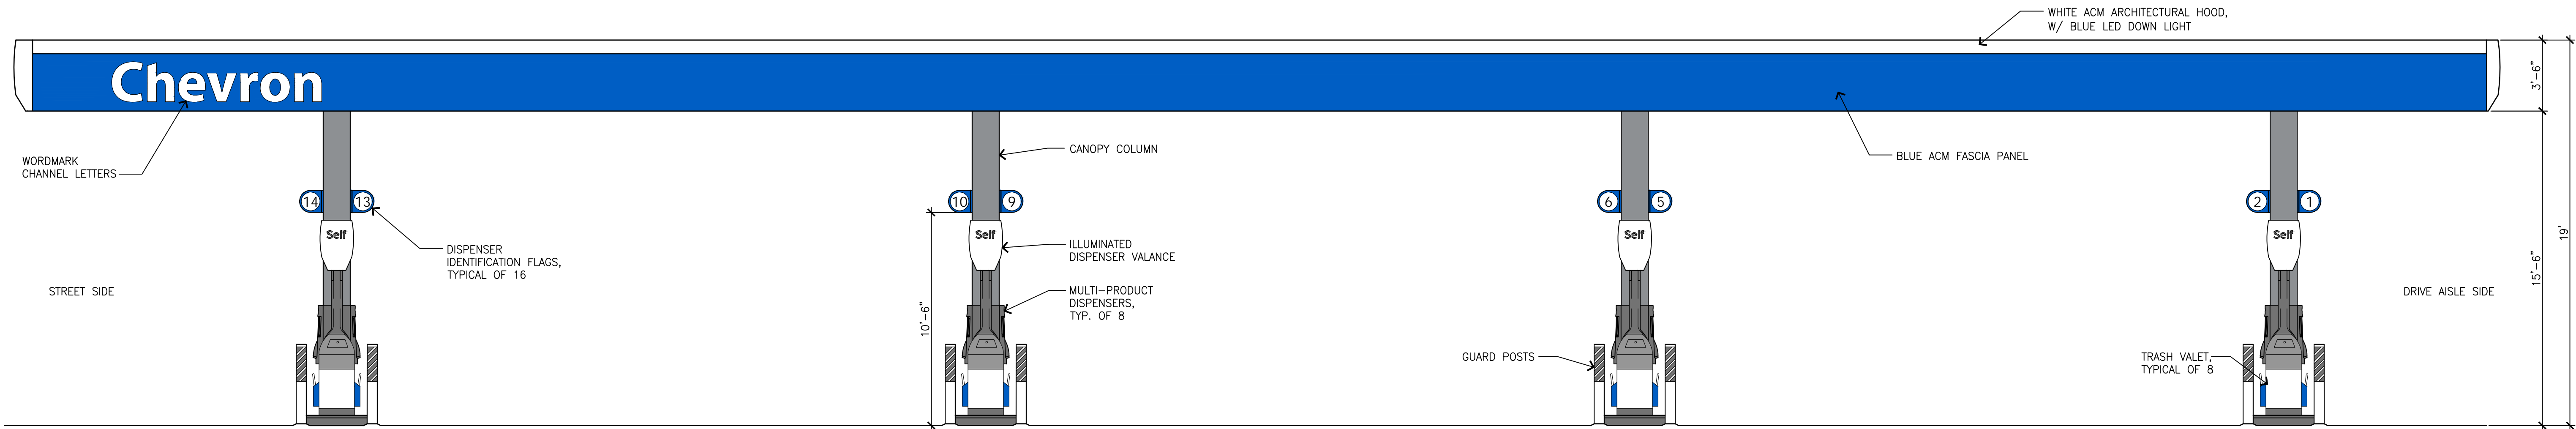 WHITE ACM ARCHITECTURAL HOOD,
W/ BLUE LED DOWN LIGHT
Chevron
3'-6"
WORDMARK
CHANNEL LETTERS
CANOPY COLUMN
BLUE ACM FASCIA PANEL
14 13
10 9
6 5
2 1
Self
Self
Self
Self
DISPENSER
IDENTIFICATION FLAGS,
TYPICAL OF 16
ILLUMINATED
DISPENSER VALANCE
19'
15'-6"
STREET SIDE
MULTI-PRODUCT
DISPENSERS,
TYP. OF 8
DRIVE AISLE SIDE
10'-6"
GUARD POSTS
TRASH VALET,
TYPICAL OF 8